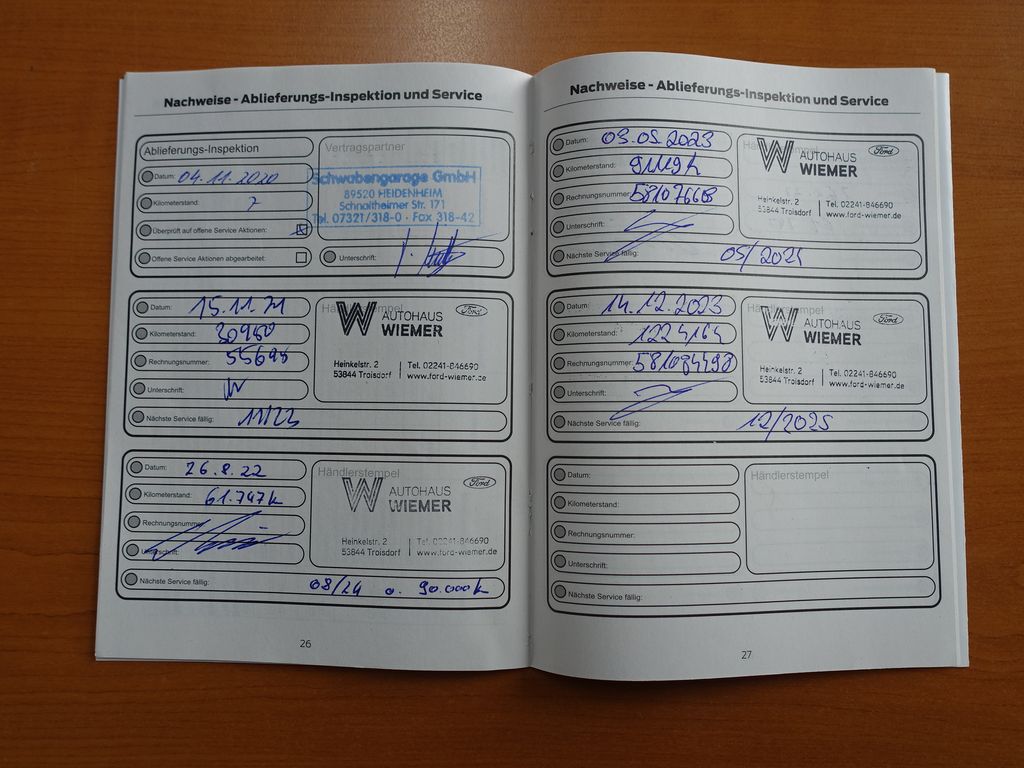 Nachweise - Ablieferungs-Inspektion und Service
Ablieferungs-Inspektion
Datum: 04.11.2020
Kilometerstand: 7
Überprüft auf offene Service Aktionen:
Offene Service Aktionen abgearbeitet:
Vertragspartner
Schwabengarage GmbH
89520 HEIDENHEIM
Schnaitheimer Str. 171
Tel. 07321/318-0 · Fax 318-42
Unterschrift:
Datum: 15.11.21
Kilometerstand:
Rechnungsnummer:
Unterschrift:
Nächste Service fällig:
Händlerstempel
W AUTOHAUS WIEMER
Ford
Heinkelstr. 2 | Tel. 02241-846690
53844 Troisdorf | www.ford-wiemer.de
Datum: 26.8.22
Kilometerstand: 61.747k
Rechnungsnummer:
Unterschrift:
Nächste Service fällig: 08/24 o. 90.000k
Händlerstempel
W AUTOHAUS WIEMER
Ford
Heinkelstr. 2 | Tel. 02241-846690
53844 Troisdorf | www.ford-wiemer.de
26
Nachweise - Ablieferungs-Inspektion und Service
Datum: 03.05.2023
Kilometerstand:
Rechnungsnummer: 581076668
Unterschrift:
Nächste Service fällig:
W AUTOHAUS WIEMER
Ford
Heinkelstr. 2 | Tel. 02241-846690
53844 Troisdorf | www.ford-wiemer.de
Datum: 14.12.2023
Kilometerstand:
Rechnungsnummer: 581084498
Unterschrift:
Nächste Service fällig: 12/2025
Händlerstempel
W AUTOHAUS WIEMER
Ford
Heinkelstr. 2 | Tel. 02241-846690
53844 Troisdorf | www.ford-wiemer.de
Datum:
Kilometerstand:
Rechnungsnummer:
Unterschrift:
Nächste Service fällig:
Händlerstempel
27